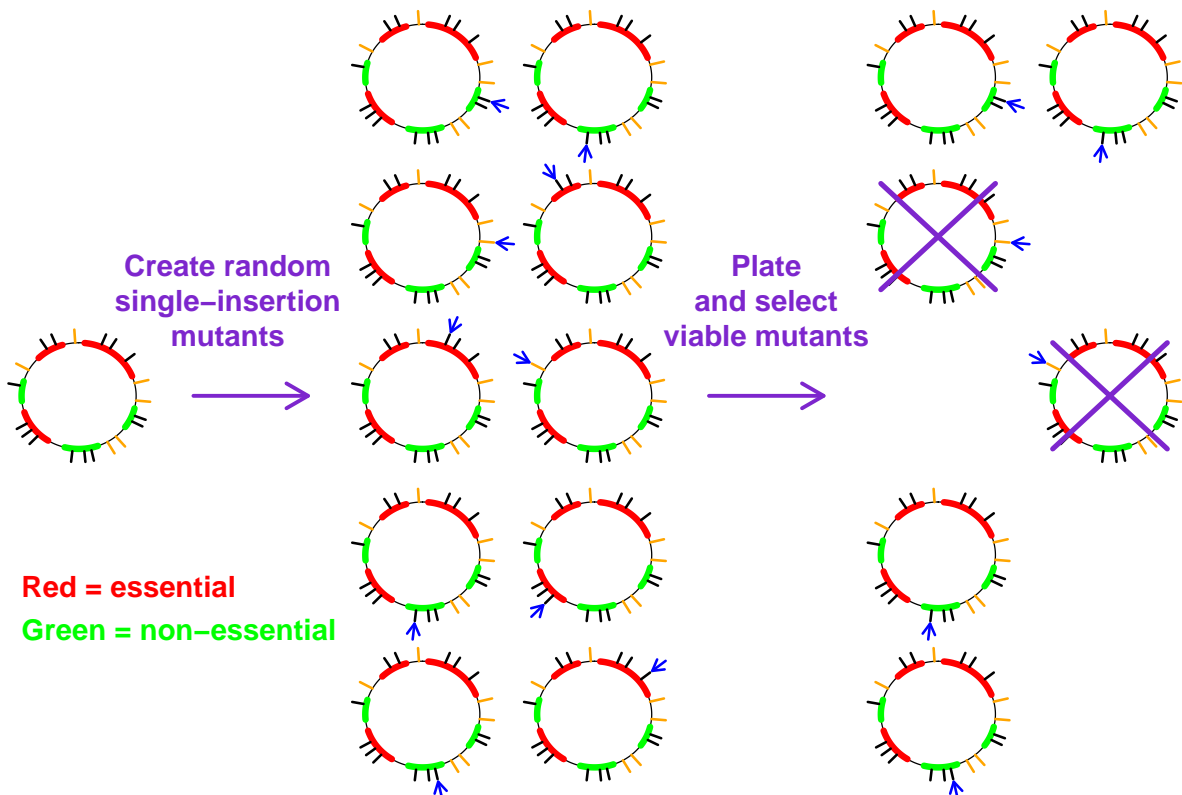 Create random
single−insertion
mutants
Plate
and select
viable mutants
Red = essential
Green = non−essential